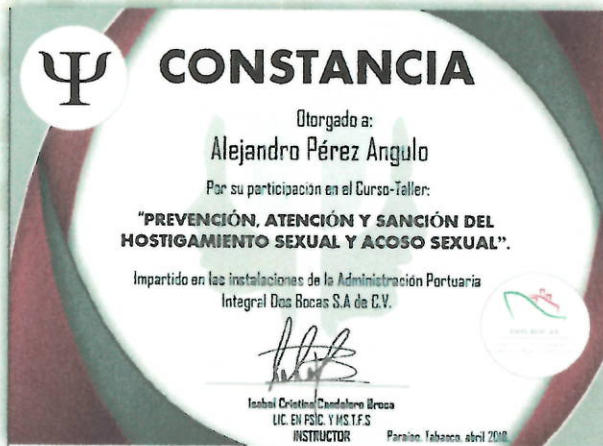 Ψ
CONSTANCIA
Otorgado a:
Alejandro Pérez Angulo
Por su participación en el Curso-Taller:
"PREVENCIÓN, ATENCIÓN Y SANCIÓN DEL
HOSTIGAMIENTO SEXUAL Y ACOSO SEXUAL".
Impartido en las instalaciones de la Administración Portuaria
Integral Dos Bocas S.A de C.V.
Isabel Cristina Candelero
LIC. EN PSIC. Y MS.T.F.S
INSTRUCTOR
Paraíso, Tabasco, abril